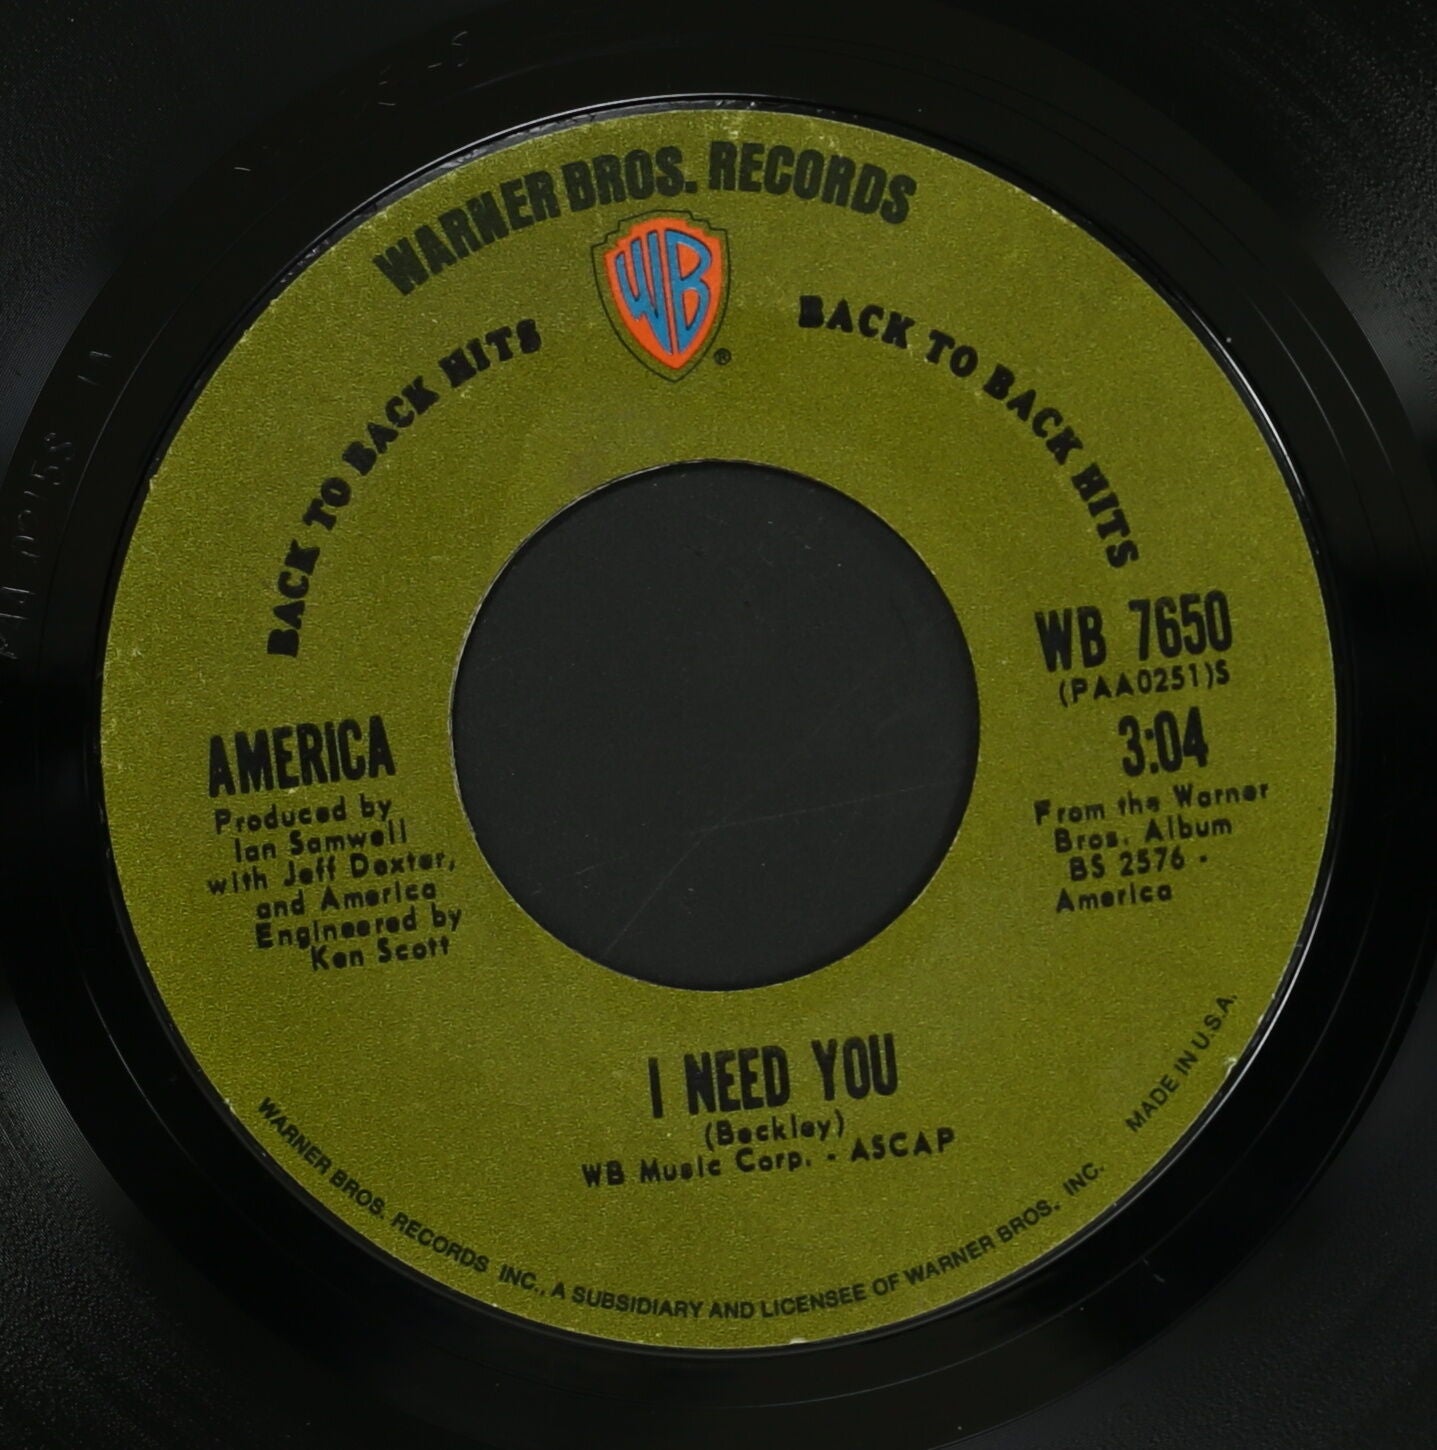 WARNER BROS. RECORDS
WB
®
BACK TO BACK HITS
BACK TO BACK HITS
WB 7650
(PAA0251)S
3:04
From the Warner
Bros. Album
BS 2576 -
America
AMERICA
Produced by
Ian Samwell
with Jeff Dexter,
and America
Engineered by
Ken Scott
I NEED YOU
(Beckley)
WB Music Corp. - ASCAP
MADE IN U.S.A.
WARNER BROS. RECORDS INC., A SUBSIDIARY AND LICENSEE OF WARNER BROS. INC.